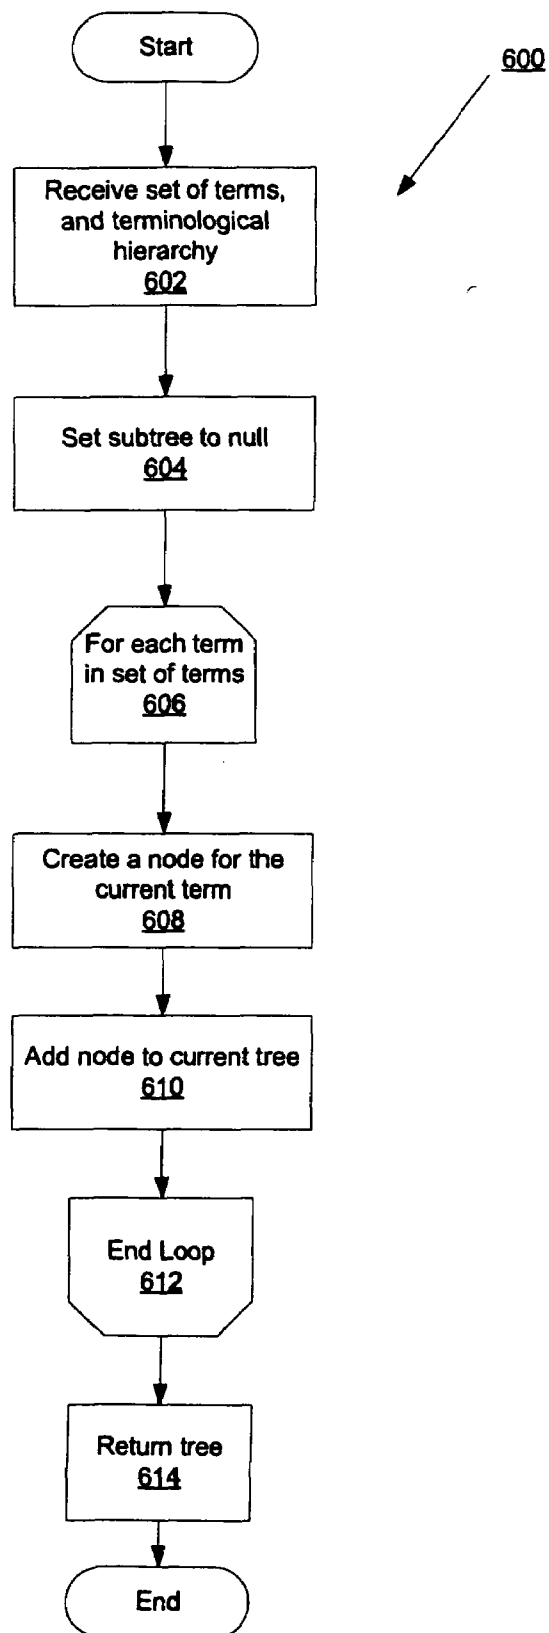 Start
600
Receive set of terms,
and terminological
hierarchy
602
Set subtree to null
604
For each term
in set of terms
606
Create a node for the
current term
608
Add node to current tree
610
End Loop
612
Return tree
614
End